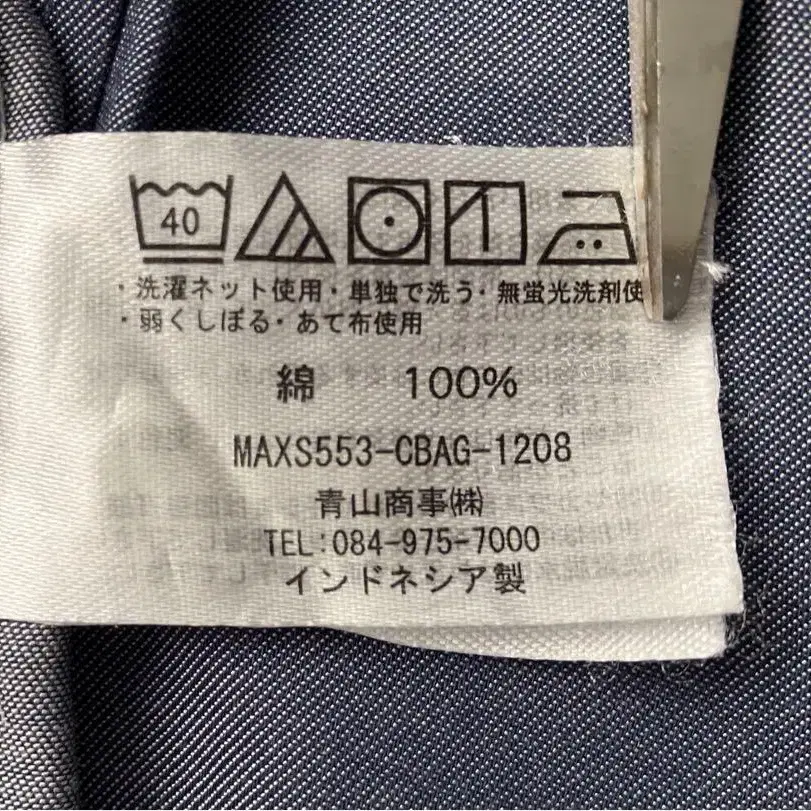 40
・洗濯ネット使用・単独で洗う・無蛍光洗剤使
・弱くしぼる・あて布使用
綿 100%
MAXS553-CBAG-1208
青山商事㈱
TEL:084-975-7000
インドネシア製